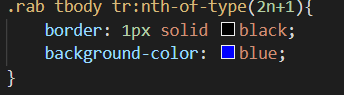 .rab tbody tr:nth-of-type(2n+1){
    border: 1px solid black;
    background-color: blue;
}